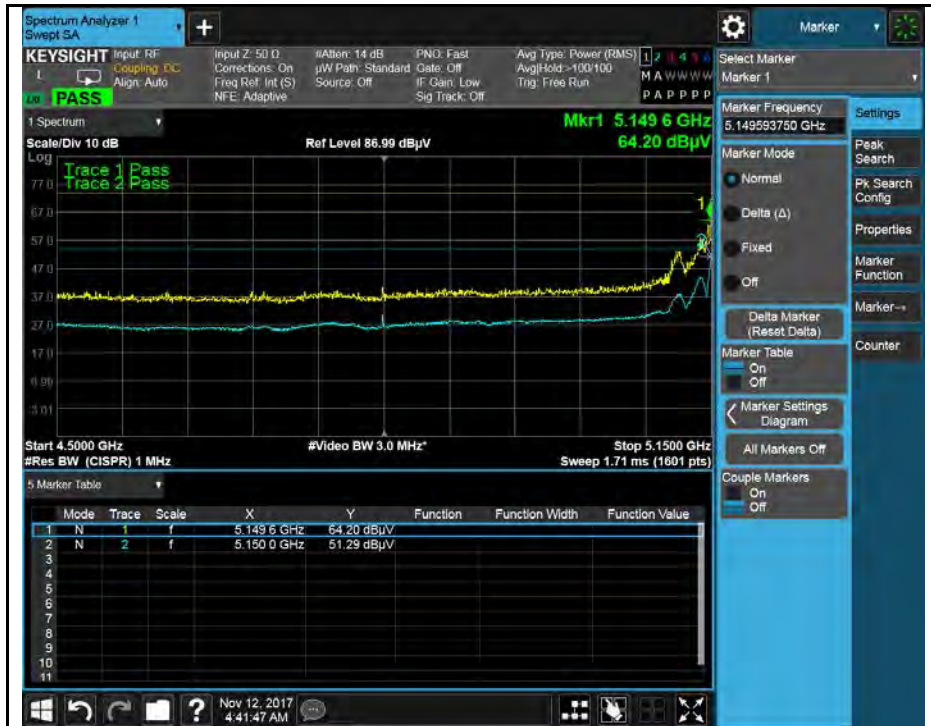 Spectrum Analyzer 1
Swept SA
+
Marker
KEYSIGHT
L
PASS
Input: RF
Coupling: DC
Align: Auto
Input Z: 50 Ω
Corrections: On
Freq Ref: Int (S)
NFE: Adaptive
#Atten: 14 dB
µW Path: Standard
Source: Off
PNO: Fast
Gate: Off
IF Gain: Low
Sig Track: Off
Avg Type: Power (RMS)
Avg|Hold:>100/100
Trig: Free Run
M A W W W W
P A P P P P
Select Marker
Marker 1
1 Spectrum
Scale/Div 10 dB
Ref Level 86.99 dBµV
Mkr1 5.149 6 GHz
64.20 dBµV
Log
Trace 1 Pass
Trace 2 Pass
77.0
67.0
57.0
47.0
37.0
27.0
17.0
1
Start 4.5000 GHz
#Video BW 3.0 MHz*
Stop 5.1500 GHz
#Res BW (CISPR) 1 MHz
Sweep 1.71 ms (1601 pts)
5 Marker Table
Mode Trace Scale X Y Function Function Width Function Value
1 N 1 f 5.149 6 GHz 64.20 dBµV
2 N 2 f 5.150 0 GHz 51.29 dBµV
3
4
5
6
7
8
9
10
11
Marker Frequency
5.149593750 GHz
Marker Mode
Normal
Delta (Δ)
Fixed
Off
Delta Marker
(Reset Delta)
Marker Table
On
Off
Marker Settings
Diagram
All Markers Off
Couple Markers
On
Off
Settings
Peak
Search
Pk Search
Config
Properties
Marker
Function
Marker→
Counter
?
Nov 12, 2017
4:41:47 AM